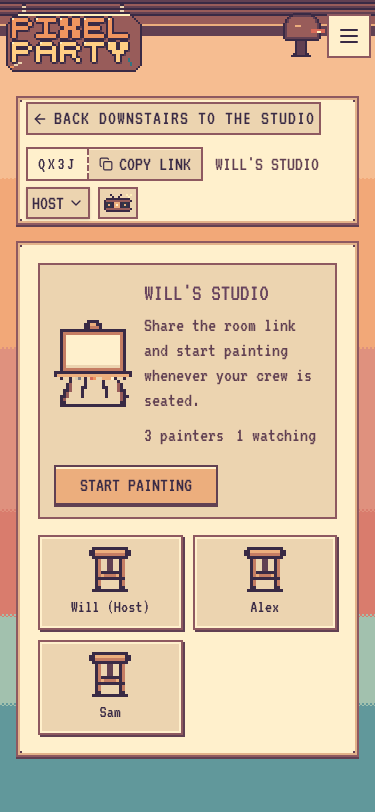 PIXEL
PARTY
BACK DOWNSTAIRS TO THE STUDIO
QX3J
COPY LINK
WILL'S STUDIO
HOST
WILL'S STUDIO
Share the room link
and start painting
whenever your crew is
seated.
3 painters 1 watching
START PAINTING
Will (Host)
Alex
Sam